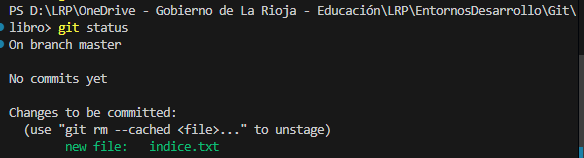 PS D:\LRP\OneDrive - Gobierno de La Rioja - Educación\LRP\EntornosDesarrollo\Git\
libro> git status
On branch master
No commits yet
Changes to be committed:
(use "git rm --cached <file>..." to unstage)
new file: indice.txt